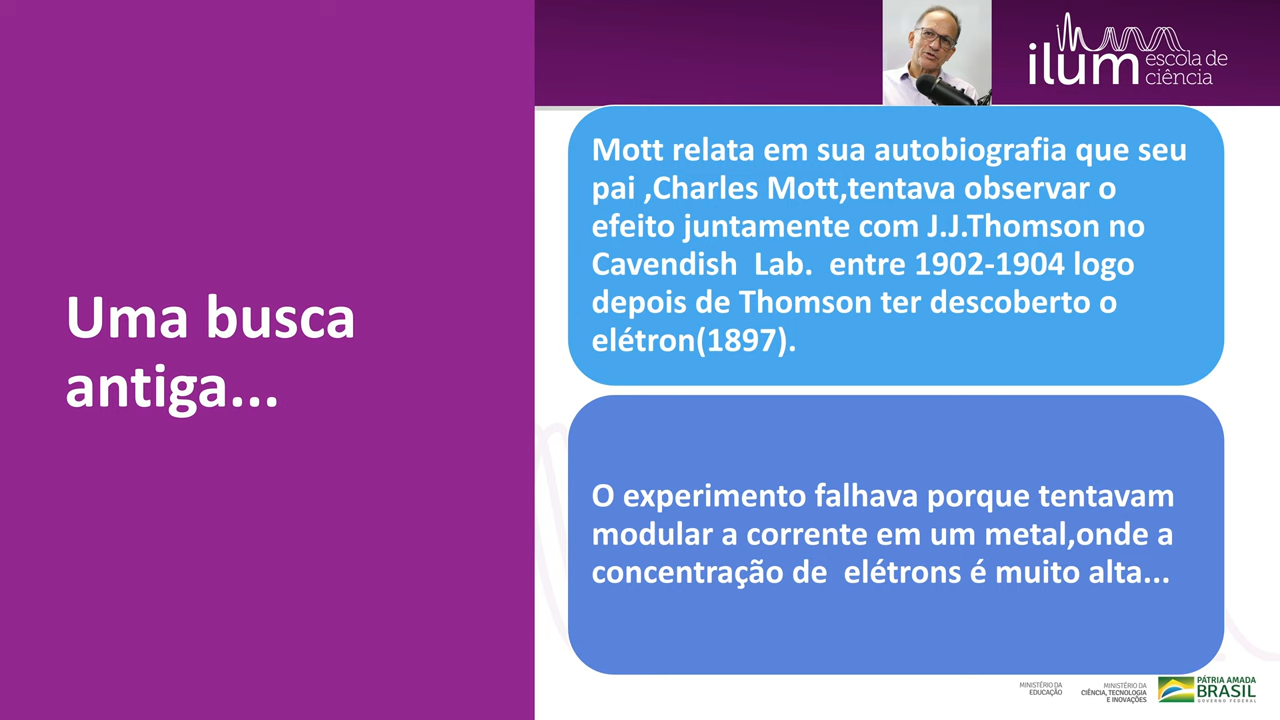 ilum escola de
ciência
Uma busca
antiga...
Mott relata em sua autobiografia que seu
pai ,Charles Mott,tentava observar o
efeito juntamente com J.J.Thomson no
Cavendish  Lab.  entre 1902-1904 logo
depois de Thomson ter descoberto o
elétron(1897).
O experimento falhava porque tentavam
modular a corrente em um metal,onde a
concentração de  elétrons é muito alta...
MINISTÉRIO DA
EDUCAÇÃO
MINISTÉRIO DA
CIÊNCIA, TECNOLOGIA
E INOVAÇÕES
PÁTRIA AMADA
BRASIL
GOVERNO FEDERAL